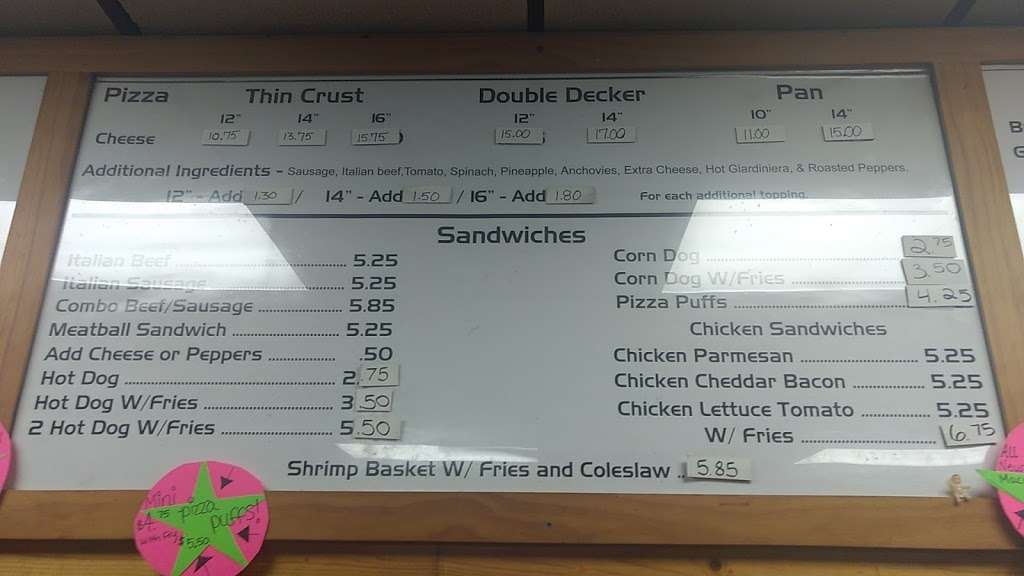 Pizza Thin Crust Double Decker Pan
12" 14" 16" 12" 14" 10" 14"
Cheese 10.75 13.75 15.75 15.00 17.00 11.00 15.00
Additional Ingredients - Sausage, Italian beef,Tomato, Spinach, Pineapple, Anchovies, Extra Cheese, Hot Giardiniera, & Roasted Peppers.
12" - Add 1.30 / 14" - Add 1.50 / 16" - Add 1.80 For each additional topping.
Sandwiches
Italian Beef 5.25
Italian Sausage 5.25
Combo Beef/Sausage 5.85
Meatball Sandwich 5.25
Add Cheese or Peppers .50
Hot Dog 2.75
Hot Dog W/Fries 3.50
2 Hot Dog W/Fries 5.50
Corn Dog 2.75
Corn Dog W/Fries 3.50
Pizza Puffs 4.25
Chicken Sandwiches
Chicken Parmesan 5.25
Chicken Cheddar Bacon 5.25
Chicken Lettuce Tomato 5.25
W/ Fries 6.75
Shrimp Basket W/ Fries and Coleslaw 5.85
Mini
$4.75 pizza
puffs!
$5.50
All